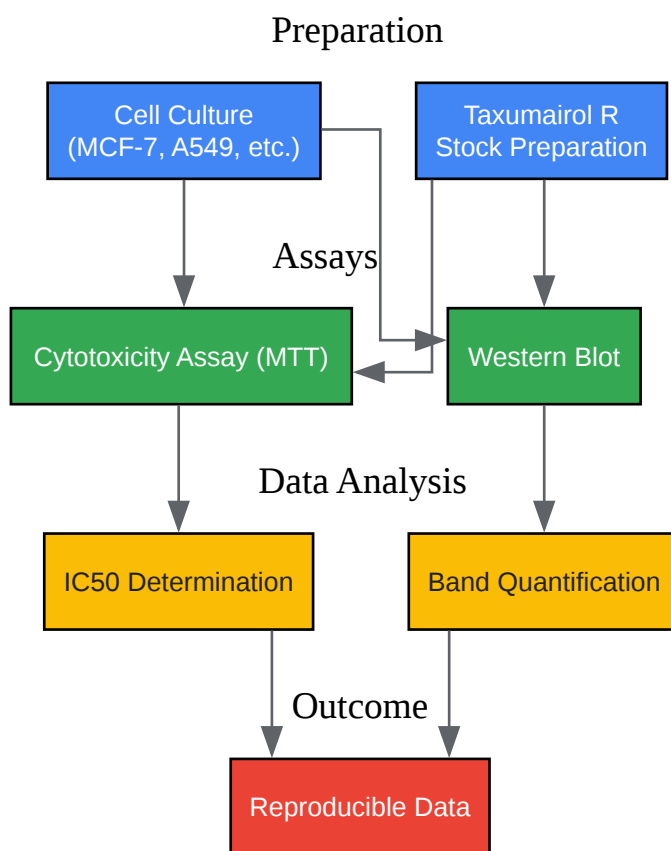 Preparation
Cell Culture
(MCF-7, A549, etc.)
Taxumairol R
Stock Preparation
Assays
Cytotoxicity Assay (MTT)
Western Blot
Data Analysis
IC50 Determination
Band Quantification
Outcome
Reproducible Data